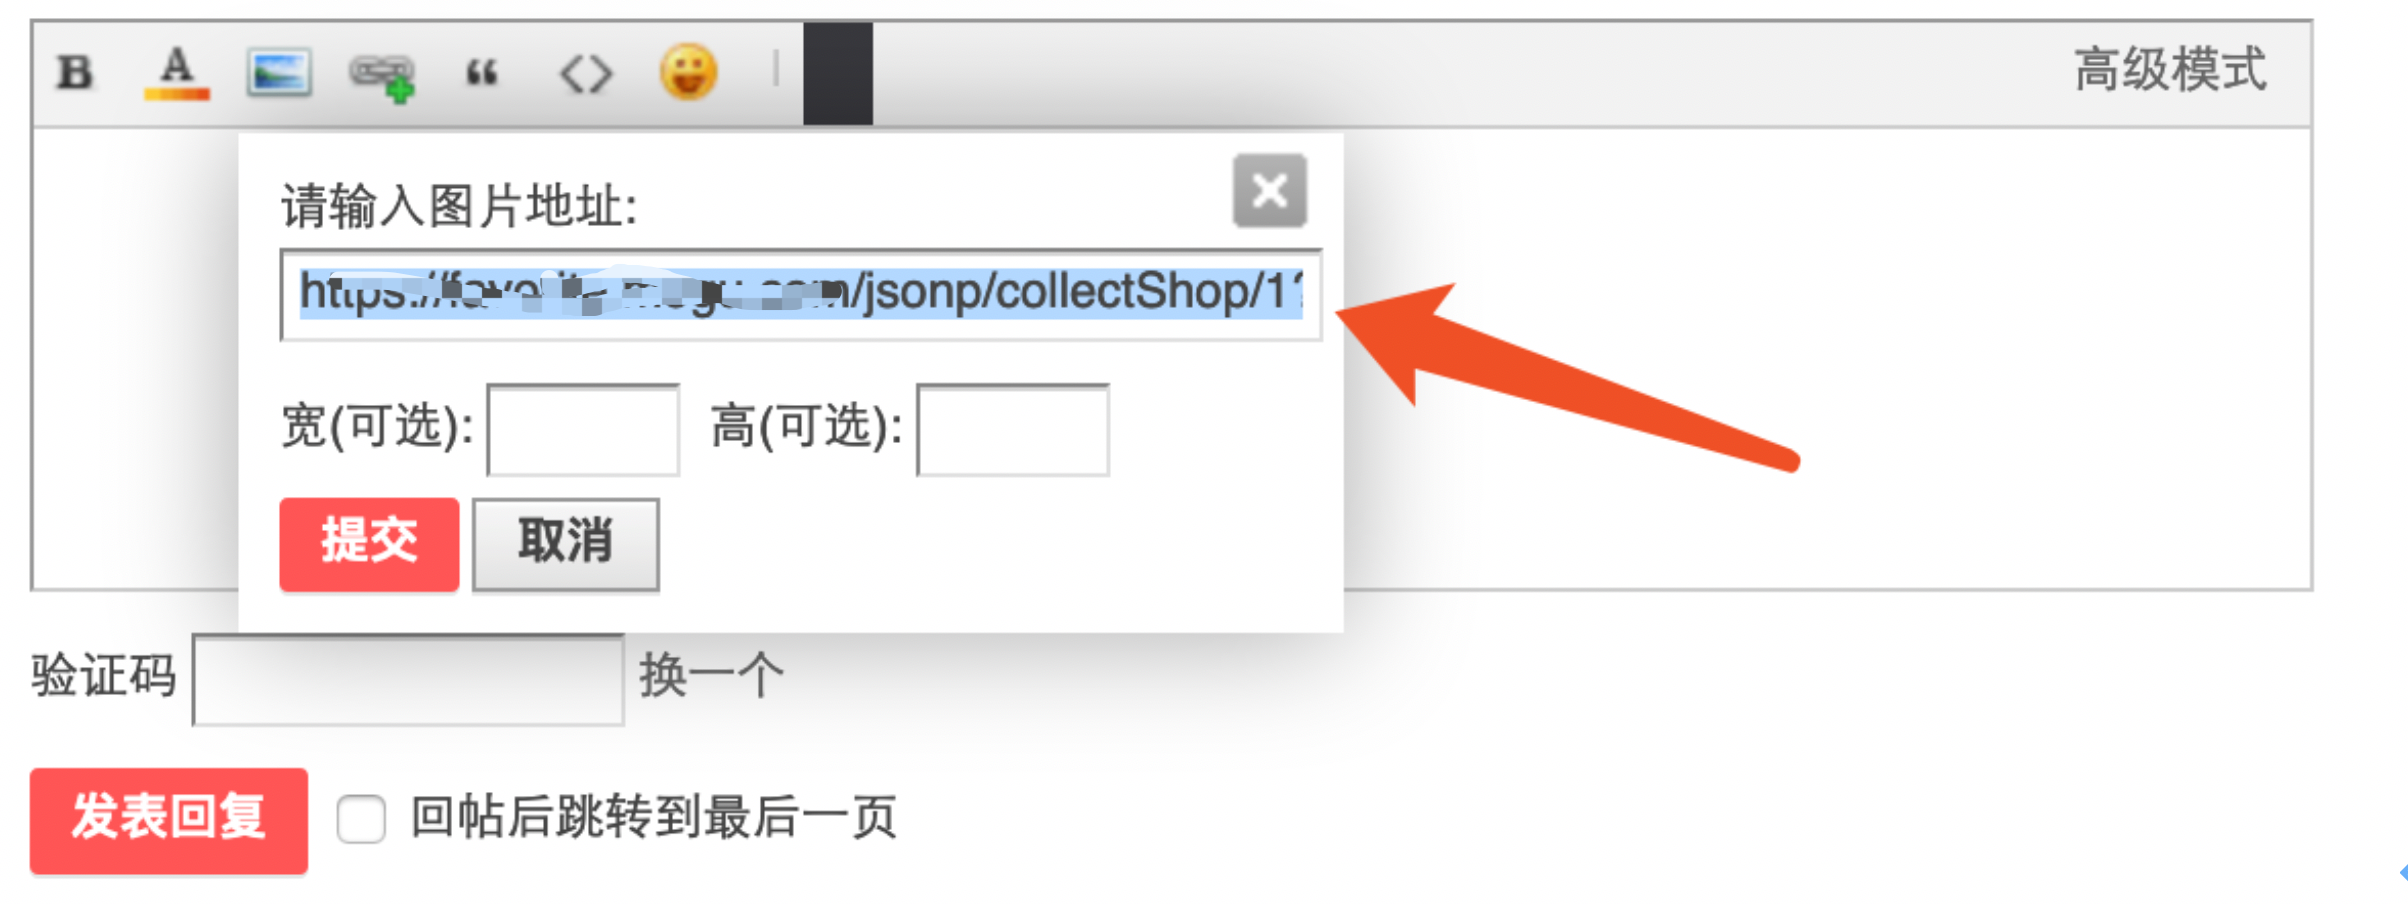 B A “ <> 高级模式
请输入图片地址:
/jsonp/collectShop/1?
宽(可选): 高(可选):
提交 取消
验证码 换一个
发表回复 回帖后跳转到最后一页